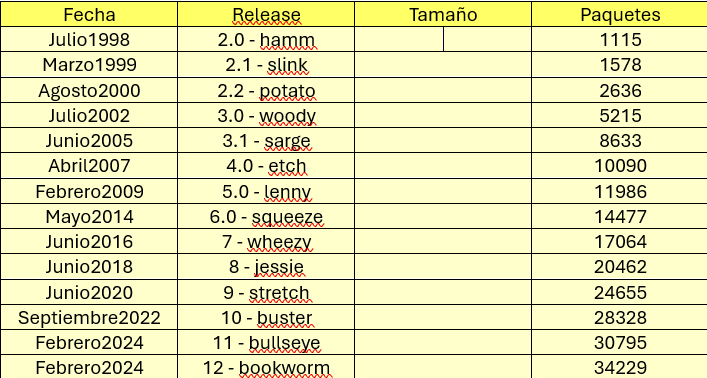 Fecha Release Tamaño Paquetes
Julio1998 2.0 - hamm 1115
Marzo1999 2.1 - slink 1578
Agosto2000 2.2 - potato 2636
Julio2002 3.0 - woody 5215
Junio2005 3.1 - sarge 8633
Abril2007 4.0 - etch 10090
Febrero2009 5.0 - lenny 11986
Mayo2014 6.0 - squeeze 14477
Junio2016 7 - wheezy 17064
Junio2018 8 - jessie 20462
Junio2020 9 - stretch 24655
Septiembre2022 10 - buster 28328
Febrero2024 11 - bullseye 30795
Febrero2024 12 - bookworm 34229